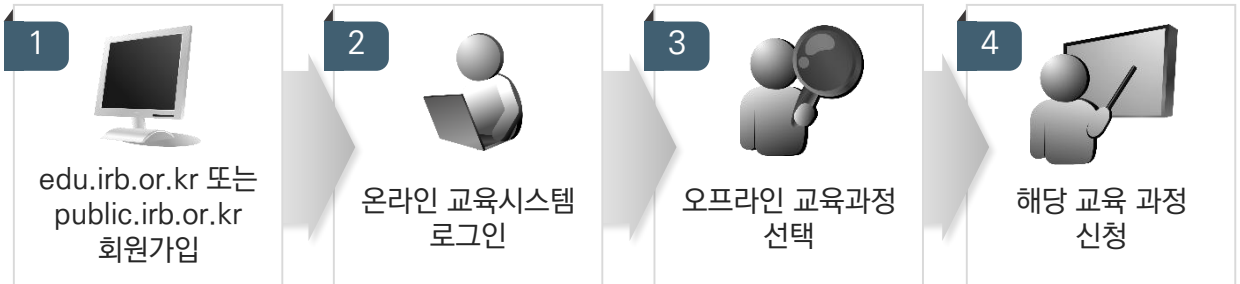 1
edu.irb.or.kr 또는
public.irb.or.kr
회원가입
2
온라인 교육시스템
로그인
3
오프라인 교육과정
선택
4
해당 교육 과정
신청